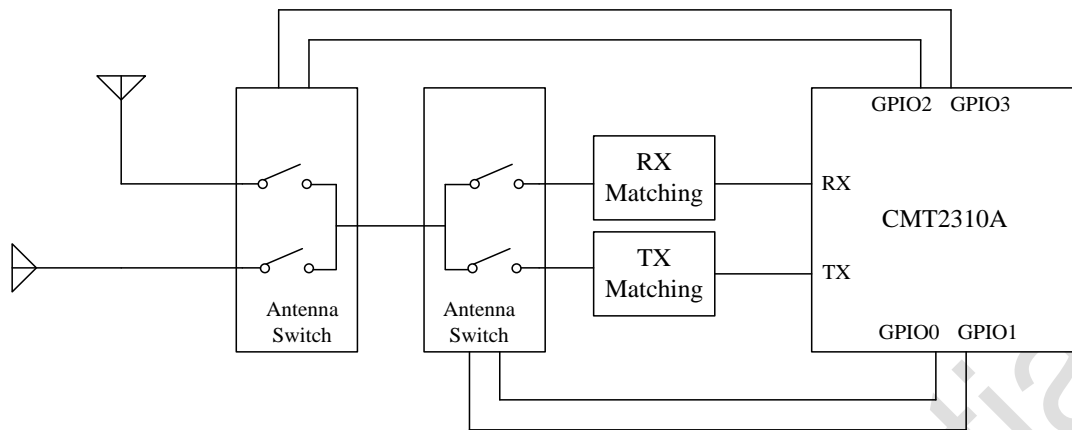 GPIO2 GPIO3
RX
Matching
RX
CMT2310A
TX
Matching
TX
Antenna
Switch
Antenna
Switch
GPIO0 GPIO1